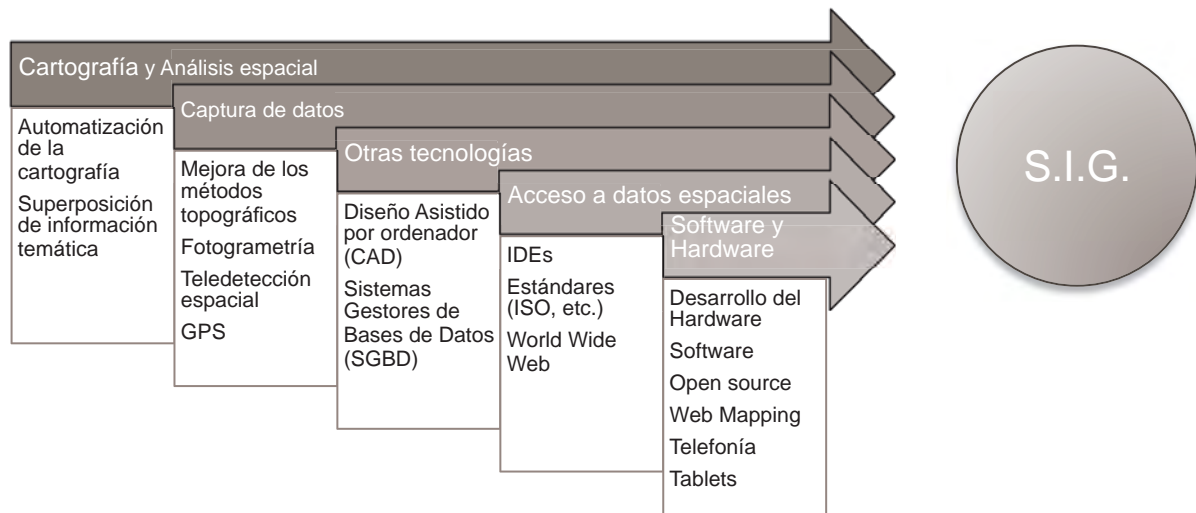 Cartografía y Análisis espacial
Automatización
de la
cartografía
Superposición
de información
temática
Captura de datos
Mejora de los
métodos
topográficos
Fotogrametría
Teledetección
espacial
GPS
Otras tecnologías
Diseño Asistido
por ordenador
(CAD)
Sistemas
Gestores de
Bases de Datos
(SGBD)
Acceso a datos espaciales
IDEs
Estándares
(ISO, etc.)
World Wide
Web
Software y
Hardware
Desarrollo del
Hardware
Software
Open source
Web Mapping
Telefonía
Tablets
S.I.G.